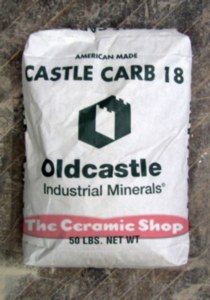 AMERICAN MADE
CASTLE CARB 18
Oldcastle
Industrial Minerals®
The Ceramic Shop
50 LBS. NET WT